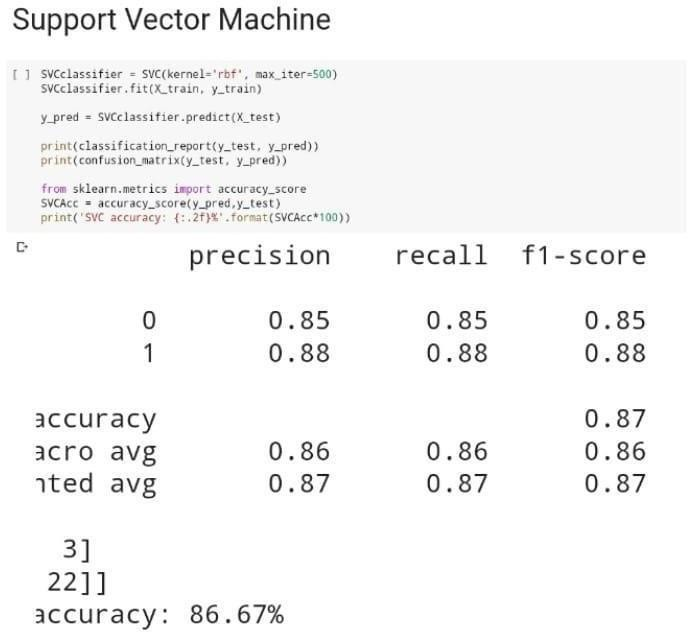 Support Vector Machine
[ ] SVCclassifier = SVC(kernel='rbf', max_iter=500)
SVCclassifier.fit(X_train, y_train)
y_pred = SVCclassifier.predict(X_test)
print(classification_report(y_test, y_pred))
print(confusion_matrix(y_test, y_pred))
from sklearn.metrics import accuracy_score
SVCAcc = accuracy_score(y_pred,y_test)
print('SVC accuracy: {:.2f}%'.format(SVCAcc*100))
precision recall f1-score
0 0.85 0.85 0.85
1 0.88 0.88 0.88
accuracy 0.87
acro avg 0.86 0.86 0.86
nted avg 0.87 0.87 0.87
3]
22]]
accuracy: 86.67%